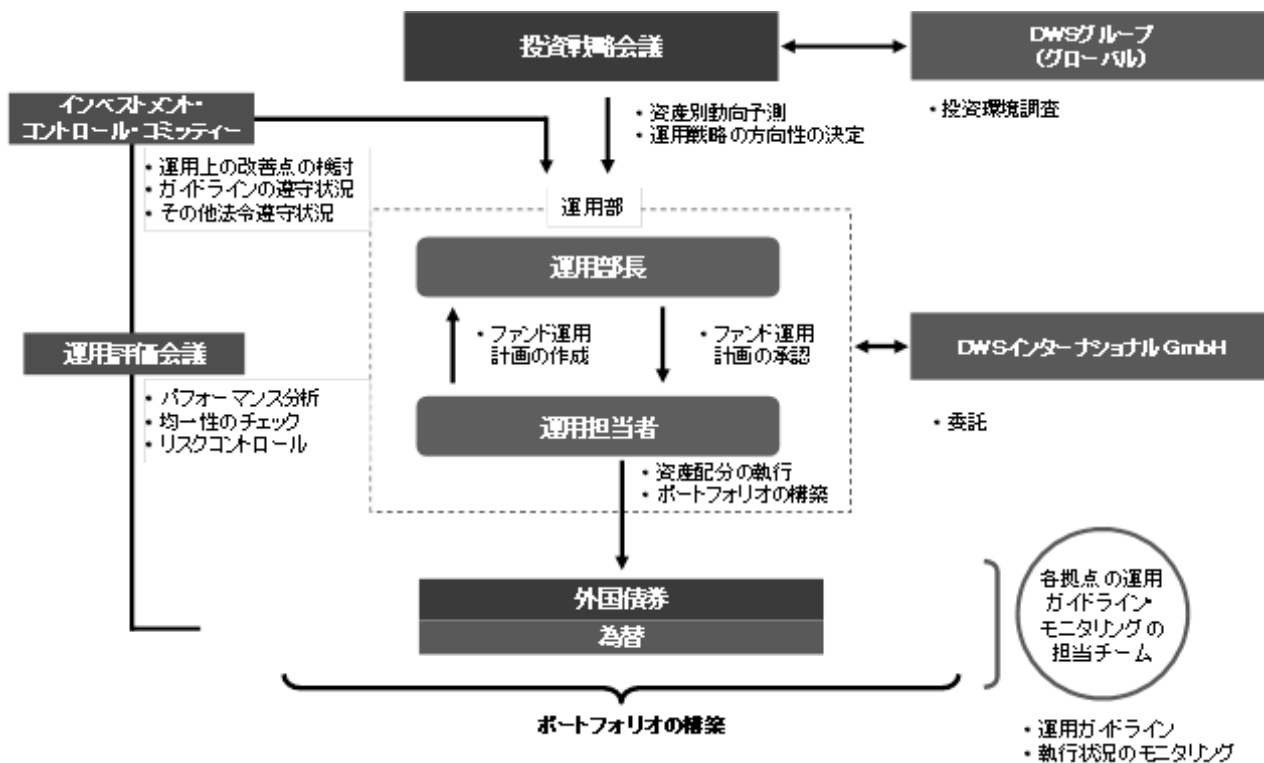 投資戦略会議
DWSグループ
(グローバル)
・投資環境調査
・資産別動向予測
・運用戦略の方向性の決定
インベストメント・
コントロール・コミッティー
・運用上の改善点の検討
・ガイドラインの遵守状況
・その他法令遵守状況
運用部
運用部長
・ファンド運用
計画の作成
・ファンド運用
計画の承認
運用評価会議
・パフォーマンス分析
・均一性のチェック
・リスクコントロール
DWSインターナショナルGmbH
・委託
運用担当者
・資産配分の執行
・ポートフォリオの構築
外国債券
為替
各拠点の運用
ガイドライン・
モニタリングの
担当チーム
ポートフォリオの構築
・運用ガイドライン
・執行状況のモニタリング